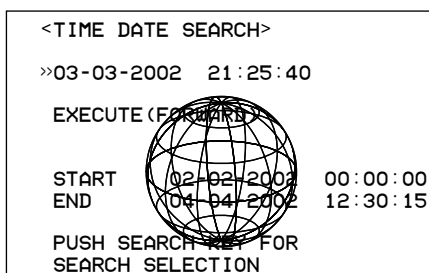 <TIME DATE SEARCH>
»03-03-2002 21:25:40
EXECUTE(FORWARD)
START 02-02-2002 00:00:00
END 04-04-2002 12:30:15
PUSH SEARCH KEY FOR
SEARCH SELECTION